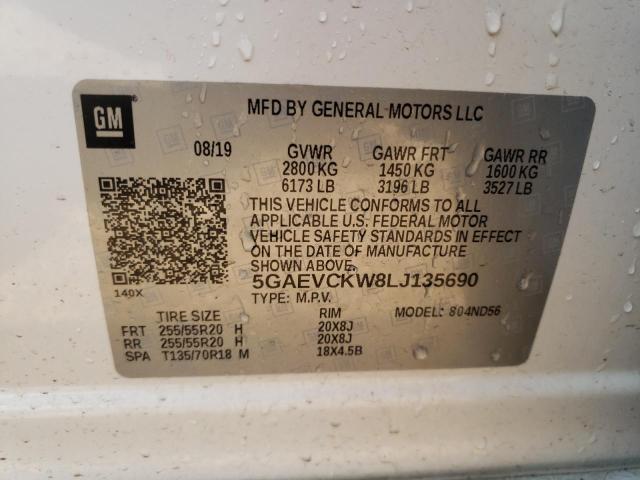 GM
MFD BY GENERAL MOTORS LLC
08/19 GVWR GAWR FRT GAWR RR
2800 KG 1450 KG 1600 KG
6173 LB 3196 LB 3527 LB
THIS VEHICLE CONFORMS TO ALL
APPLICABLE U.S. FEDERAL MOTOR
VEHICLE SAFETY STANDARDS IN EFFECT
ON THE DATE OF MANUFACTURE
SHOWN ABOVE.
5GAEVCKW8LJ135690
140X
TYPE: M.P.V. MODEL: 804ND56
TIRE SIZE RIM
FRT 255/55R20 H 20X8J
RR 255/55R20 H 20X8J
SPA T135/70R18 M 18X4.5B